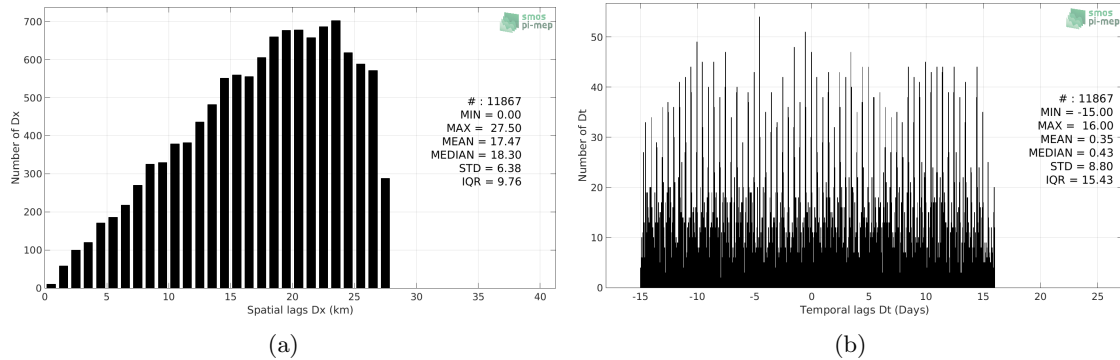 smos
pi-mep
700
600
500
400
300
200
100
0
Number of Dx
# : 11867
MIN = 0.00
MAX = 27.50
MEAN = 17.47
MEDIAN = 18.30
STD = 6.38
IQR = 9.76
0 5 10 15 20 25 30 35 40
Spatial lags Dx (km)
(a)
smos
pi-mep
50
40
30
20
10
0
Number of Dt
# : 11867
MIN = -15.00
MAX = 16.00
MEAN = 0.35
MEDIAN = 0.43
STD = 8.80
IQR = 15.43
-15 -10 -5 0 5 10 15 20 25
Temporal lags Dt (Days)
(b)